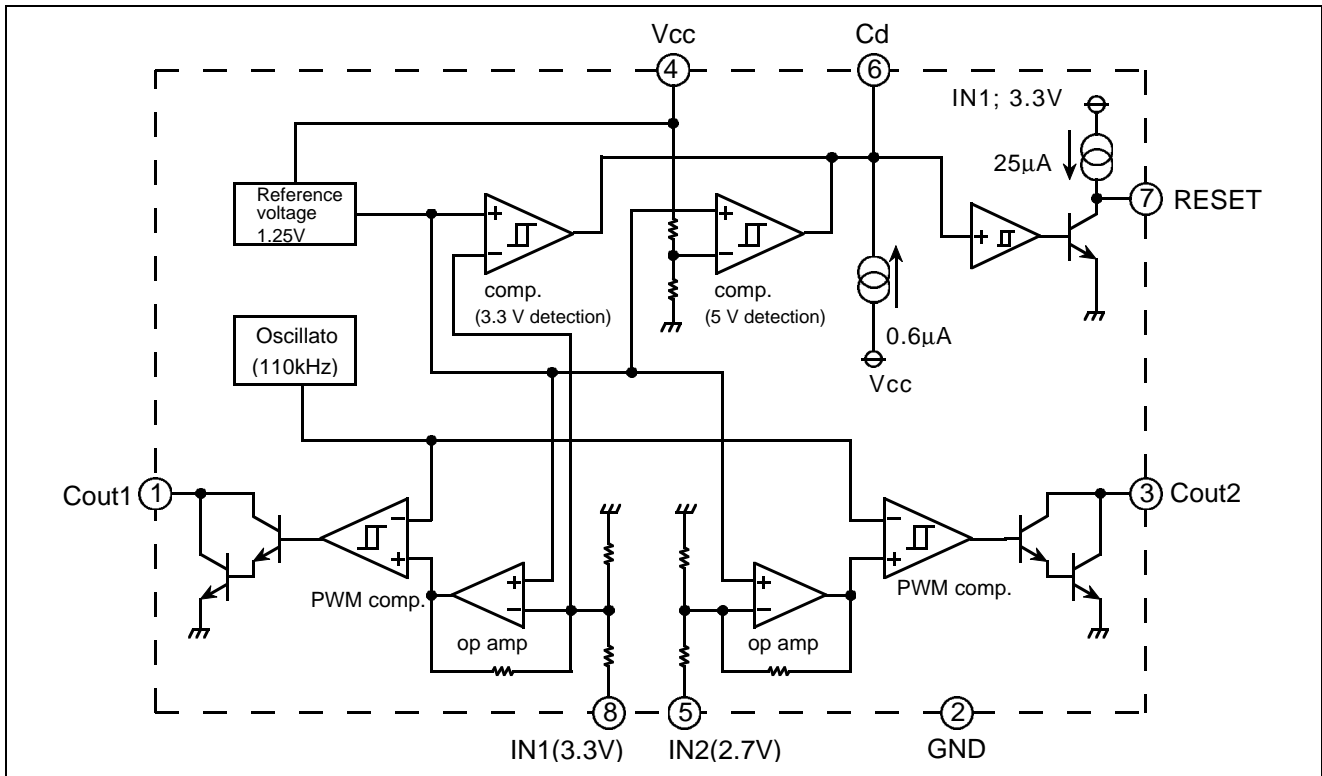 Vcc
Cd
4
6
IN1; 3.3V
25µA
7 RESET
Reference
voltage
1.25V
+
−
comp.
(3.3 V detection)
+
−
comp.
(5 V detection)
+
0.6µA
Vcc
Oscillato
(110kHz)
Cout1 1
3 Cout2
−
+
PWM comp.
+
−
op amp
+
−
op amp
−
+
PWM comp.
8
5
2
IN1(3.3V)
IN2(2.7V)
GND